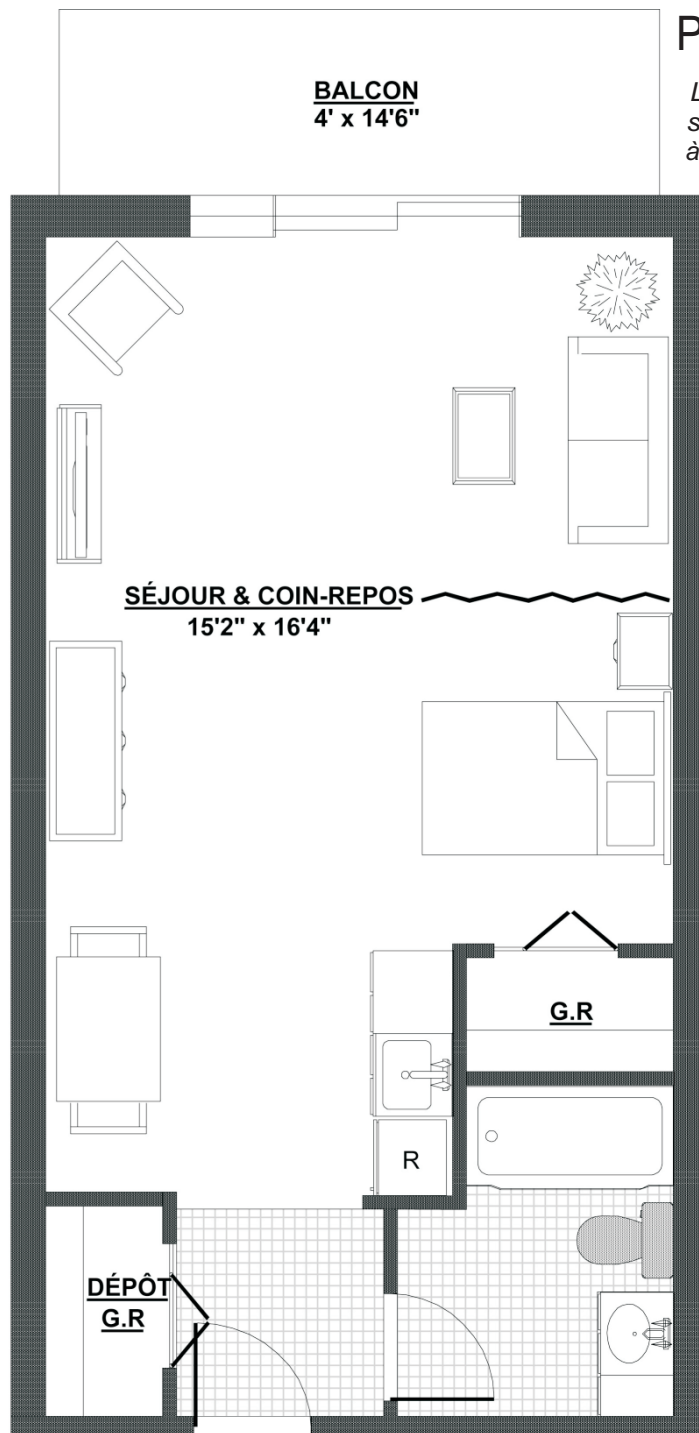 P
L
s
à
BALCON
4' x 14'6"
SÉJOUR & COIN-REPOS
15'2" x 16'4"
G.R
R
DÉPÔT
G.R